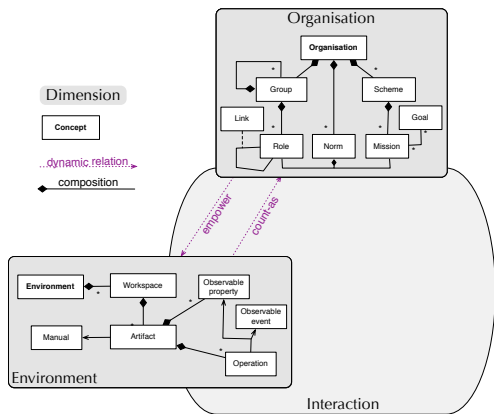 Organisation
Organisation
*
*
Group
Scheme
Dimension
Concept
Link
Goal
*
*
*
*
Role
Norm
Mission
dynamic relation
composition
empower
count-as
Environment
*
Workspace
Observable
property
*
Observable
event
*
Manual
Artifact
*
Operation
Environment
Interaction